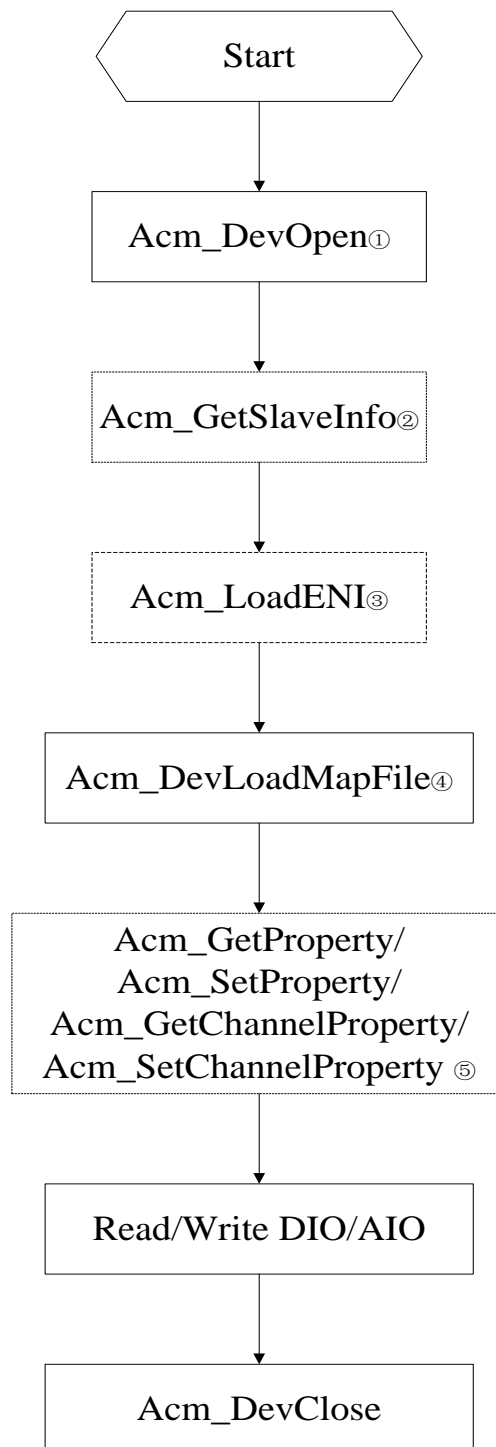 Start
Acm_DevOpen①
Acm_GetSlaveInfo②
Acm_LoadENI③
Acm_DevLoadMapFile④
Acm_GetProperty/
Acm_SetProperty/
Acm_GetChannelProperty/
Acm_SetChannelProperty ⑤
Read/Write DIO/AIO
Acm_DevClose